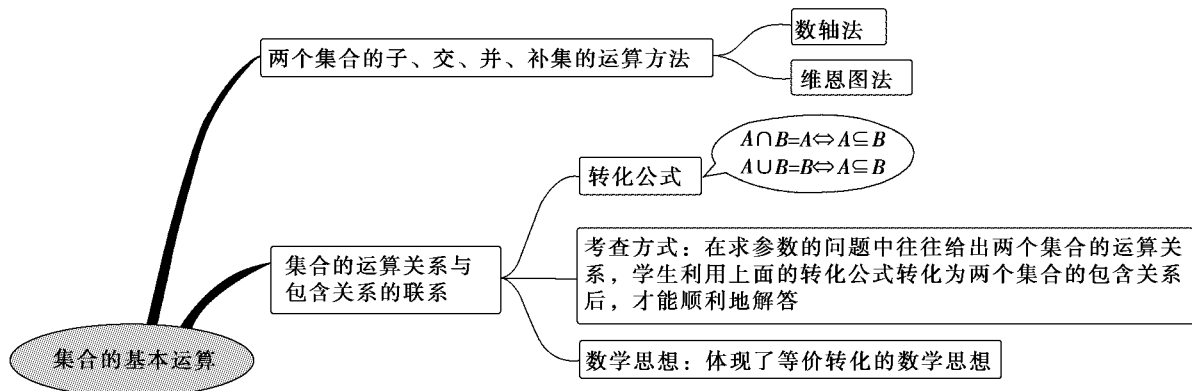 数轴法
两个集合的子、交、并、补集的运算方法
维恩图法
A∩B=A⇔A⊆B
A∪B=B⇔A⊆B
转化公式
考查方式：在求参数的问题中往往给出两个集合的运算关
系，学生利用上面的转化公式转化为两个集合的包含关系
后，才能顺利地解答
集合的运算关系与
包含关系的联系
数学思想：体现了等价转化的数学思想
集合的基本运算